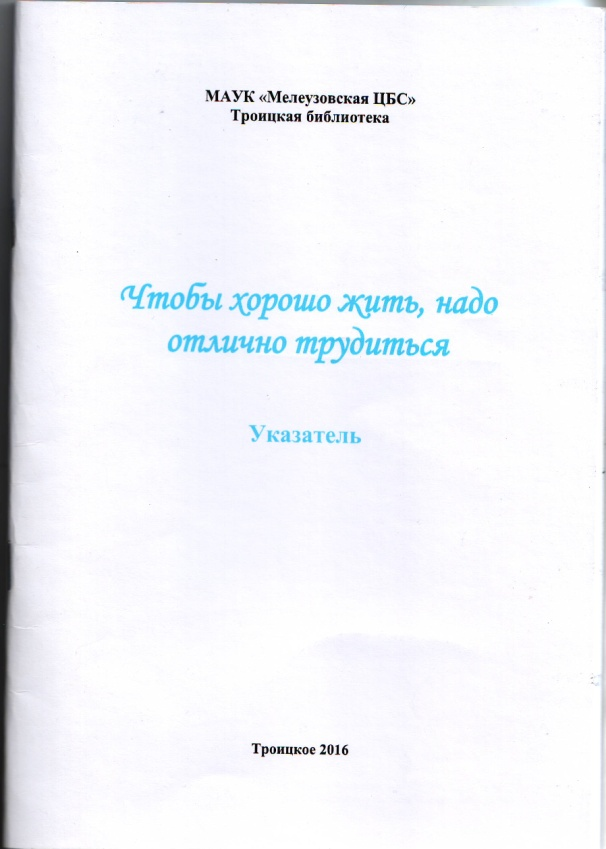 МАУК «Мелеузовская ЦБС»
Троицкая библиотека
Чтобы хорошо жить, надо
отлично трудиться
Указатель
Троицкое 2016